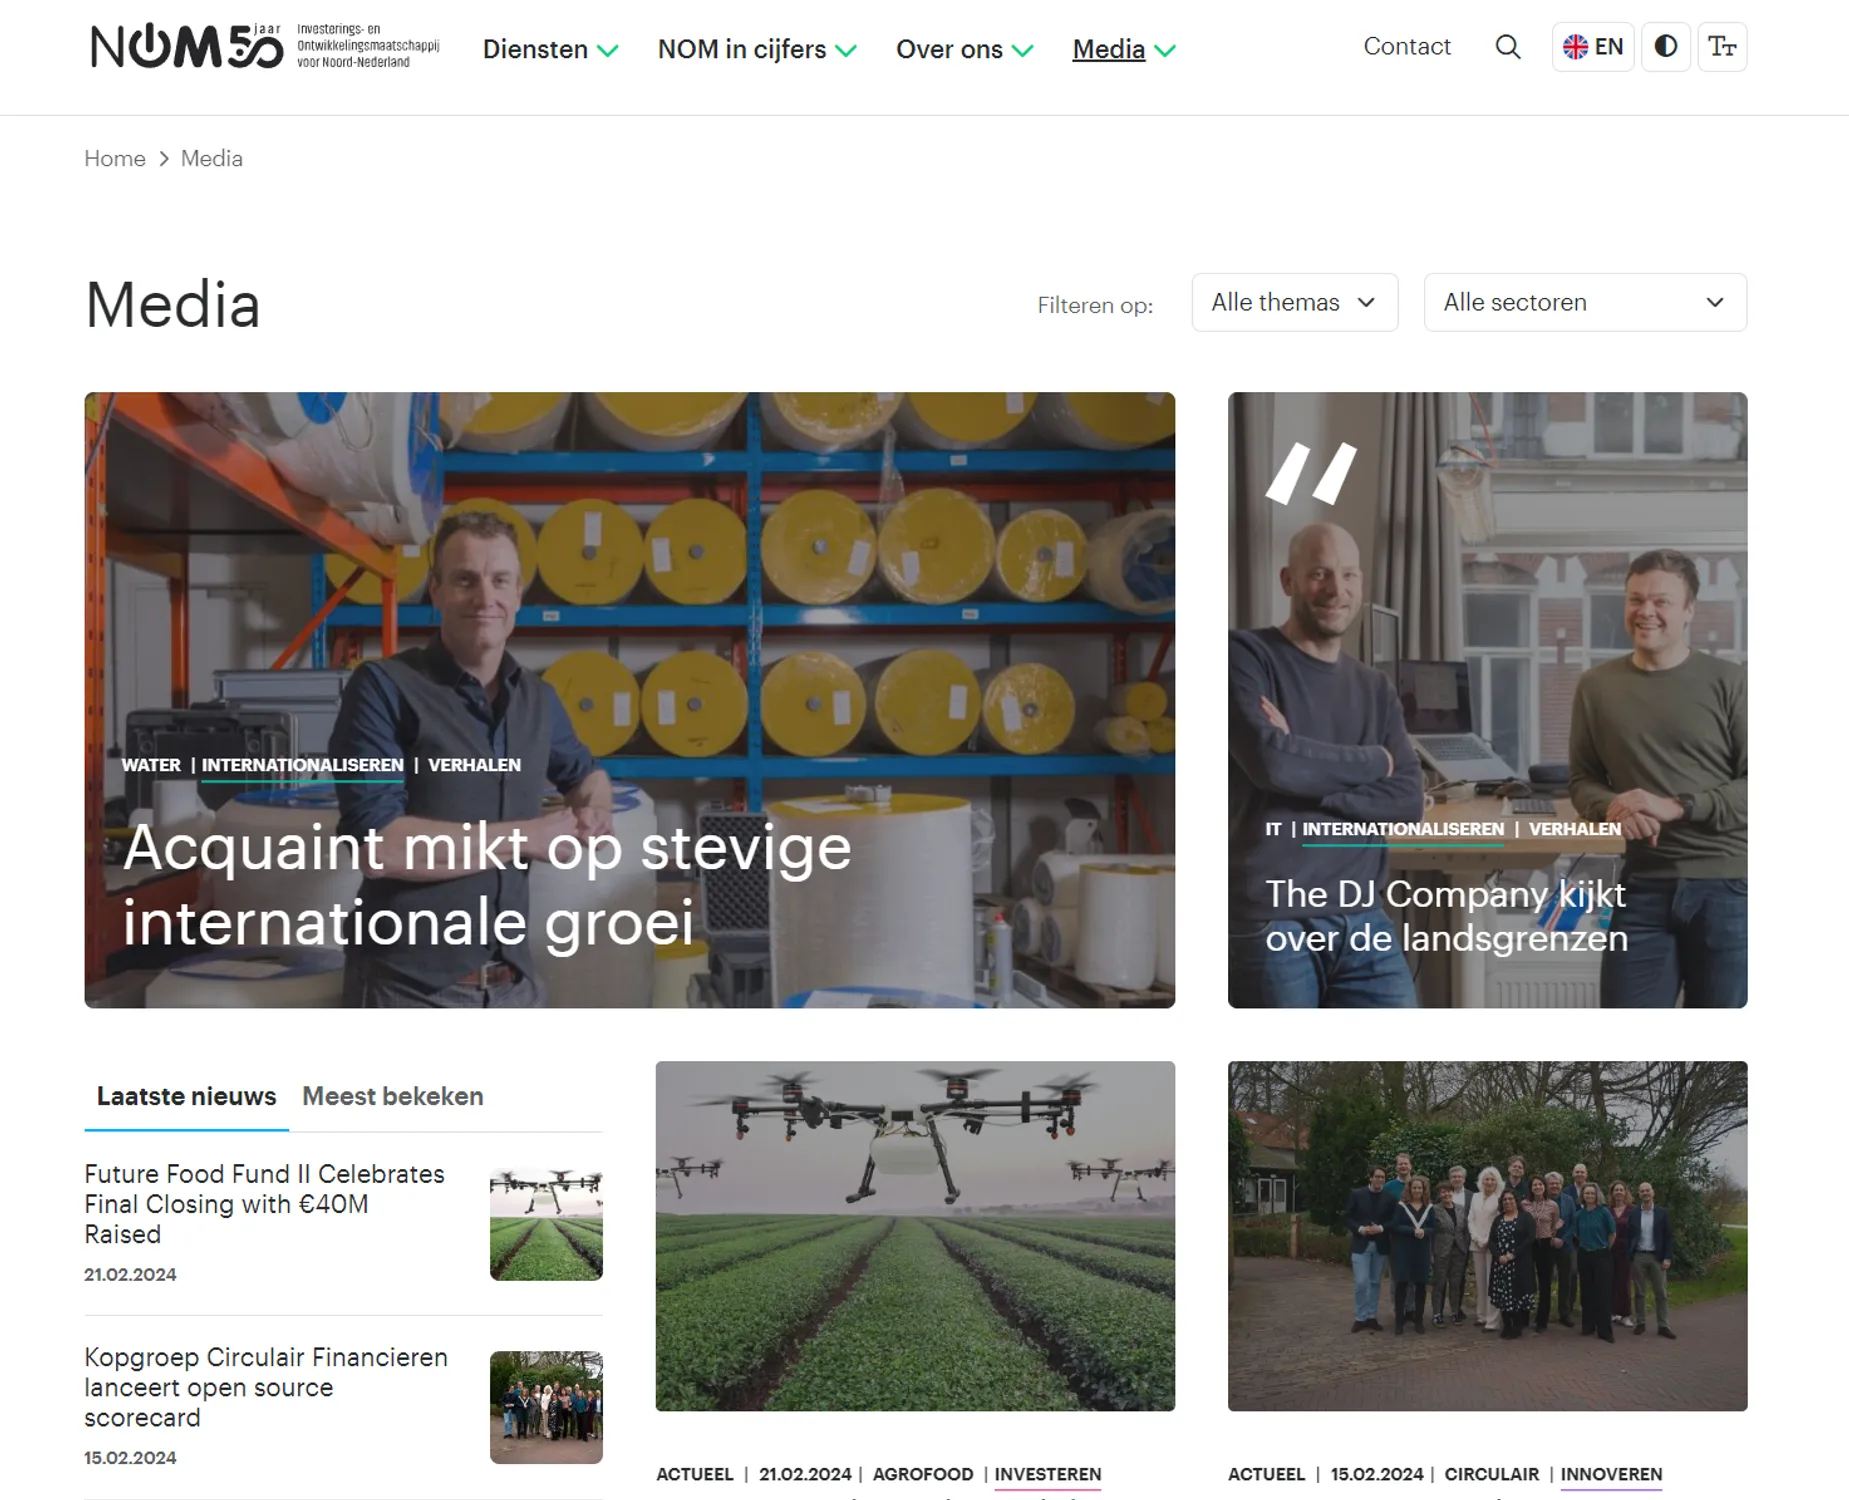 NOM 50 jaar
Investerings- en
Ontwikkelingsmaatschappij
voor Noord-Nederland
Diensten
NOM in cijfers
Over ons
Media
Contact
EN
Tт
Home > Media
Media
Filteren op:
Alle themas
Alle sectoren
WATER | INTERNATIONALISEREN | VERHALEN
Acquaint mikt op stevige
internationale groei
IT | INTERNATIONALISEREN | VERHALEN
The DJ Company kijkt
over de landsgrenzen
Laatste nieuws
Meest bekeken
Future Food Fund II Celebrates
Final Closing with €40M
Raised
21.02.2024
Kopgroep Circulair Financieren
lanceert open source
scorecard
15.02.2024
ACTUEEL | 21.02.2024 | AGROFOOD | INVESTEREN
ACTUEEL | 15.02.2024 | CIRCULAIR | INNOVEREN